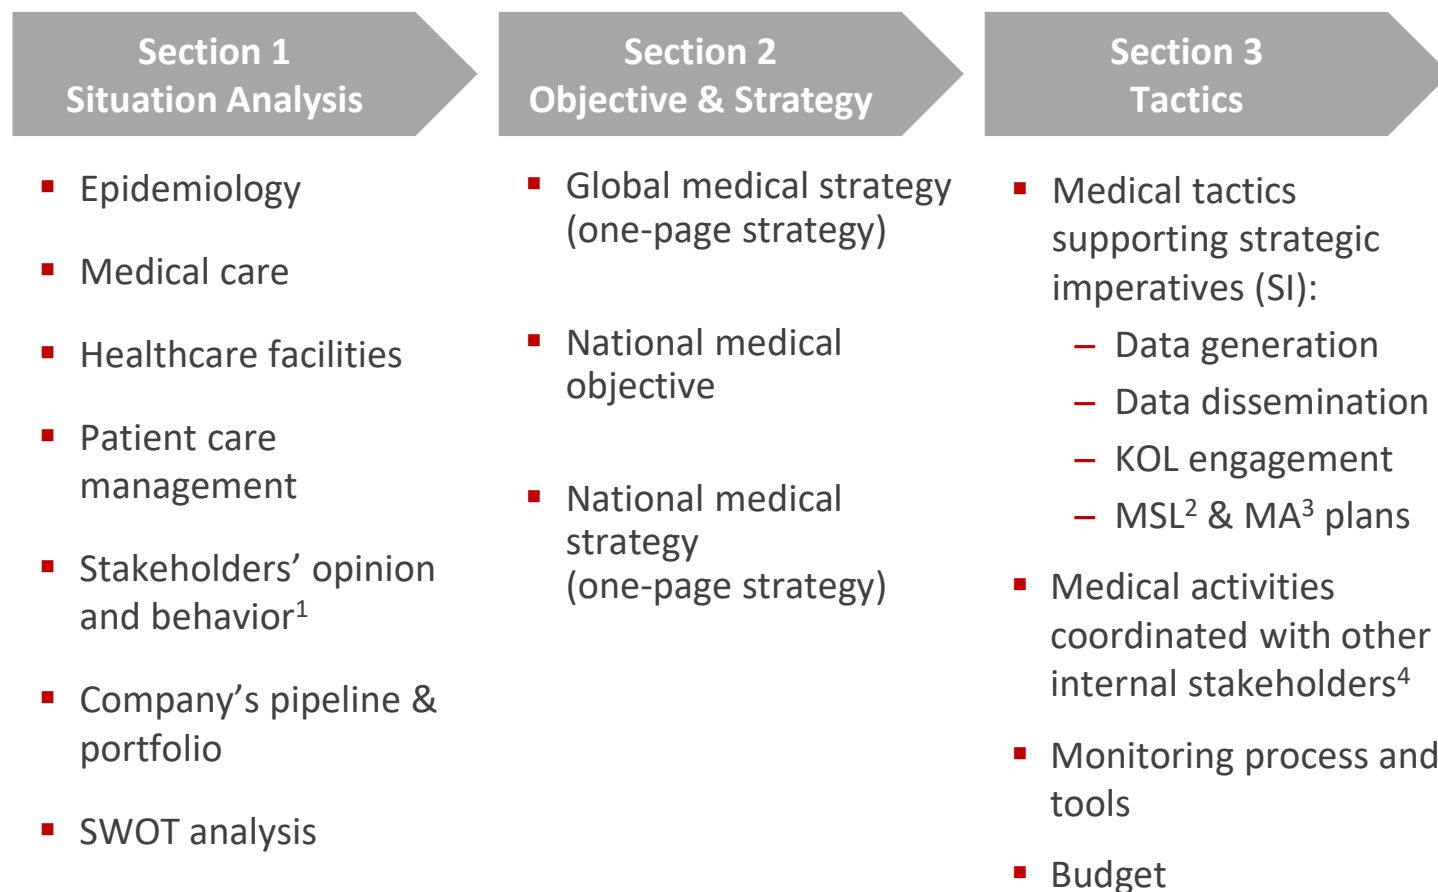 Section 1
Situation Analysis
▪ Epidemiology
▪ Medical care
▪ Healthcare facilities
▪ Patient care
management
▪ Stakeholders’ opinion
and behavior¹
▪ Company’s pipeline &
portfolio
▪ SWOT analysis
Section 2
Objective & Strategy
▪ Global medical strategy
(one-page strategy)
▪ National medical
objective
▪ National medical
strategy
(one-page strategy)
Section 3
Tactics
▪ Medical tactics
supporting strategic
imperatives (SI):
– Data generation
– Data dissemination
– KOL engagement
– MSL² & MA³ plans
▪ Medical activities
coordinated with other
internal stakeholders⁴
▪ Monitoring process and
tools
▪ Budget